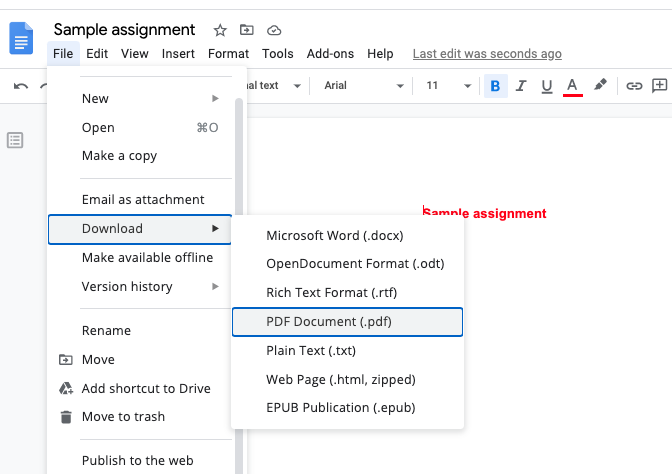 Sample assignment
File Edit View Insert Format Tools Add-ons Help Last edit was seconds ago
al text Arial 11 B I U A
New
Open ⌘O
Make a copy
Email as attachment
Sample assignment
Download
Microsoft Word (.docx)
Make available offline
OpenDocument Format (.odt)
Version history
Rich Text Format (.rtf)
PDF Document (.pdf)
Rename
Plain Text (.txt)
Move
Web Page (.html, zipped)
Add shortcut to Drive
EPUB Publication (.epub)
Move to trash
Publish to the web